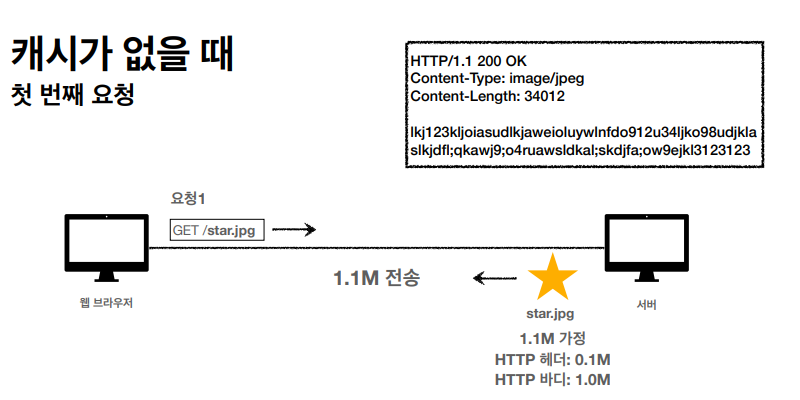 캐시가 없을 때
첫 번째 요청
HTTP/1.1 200 OK
Content-Type: image/jpeg
Content-Length: 34012
lkj123kljoiasudlkjaweioluywlnfdo912u34ljko98udjkla
slkjdfl;qkawj9;o4ruawsldkal;skdjfa;ow9ejkl3123123
요청1
GET /star.jpg
1.1M 전송
웹 브라우저
서버
star.jpg
1.1M 가정
HTTP 헤더: 0.1M
HTTP 바디: 1.0M